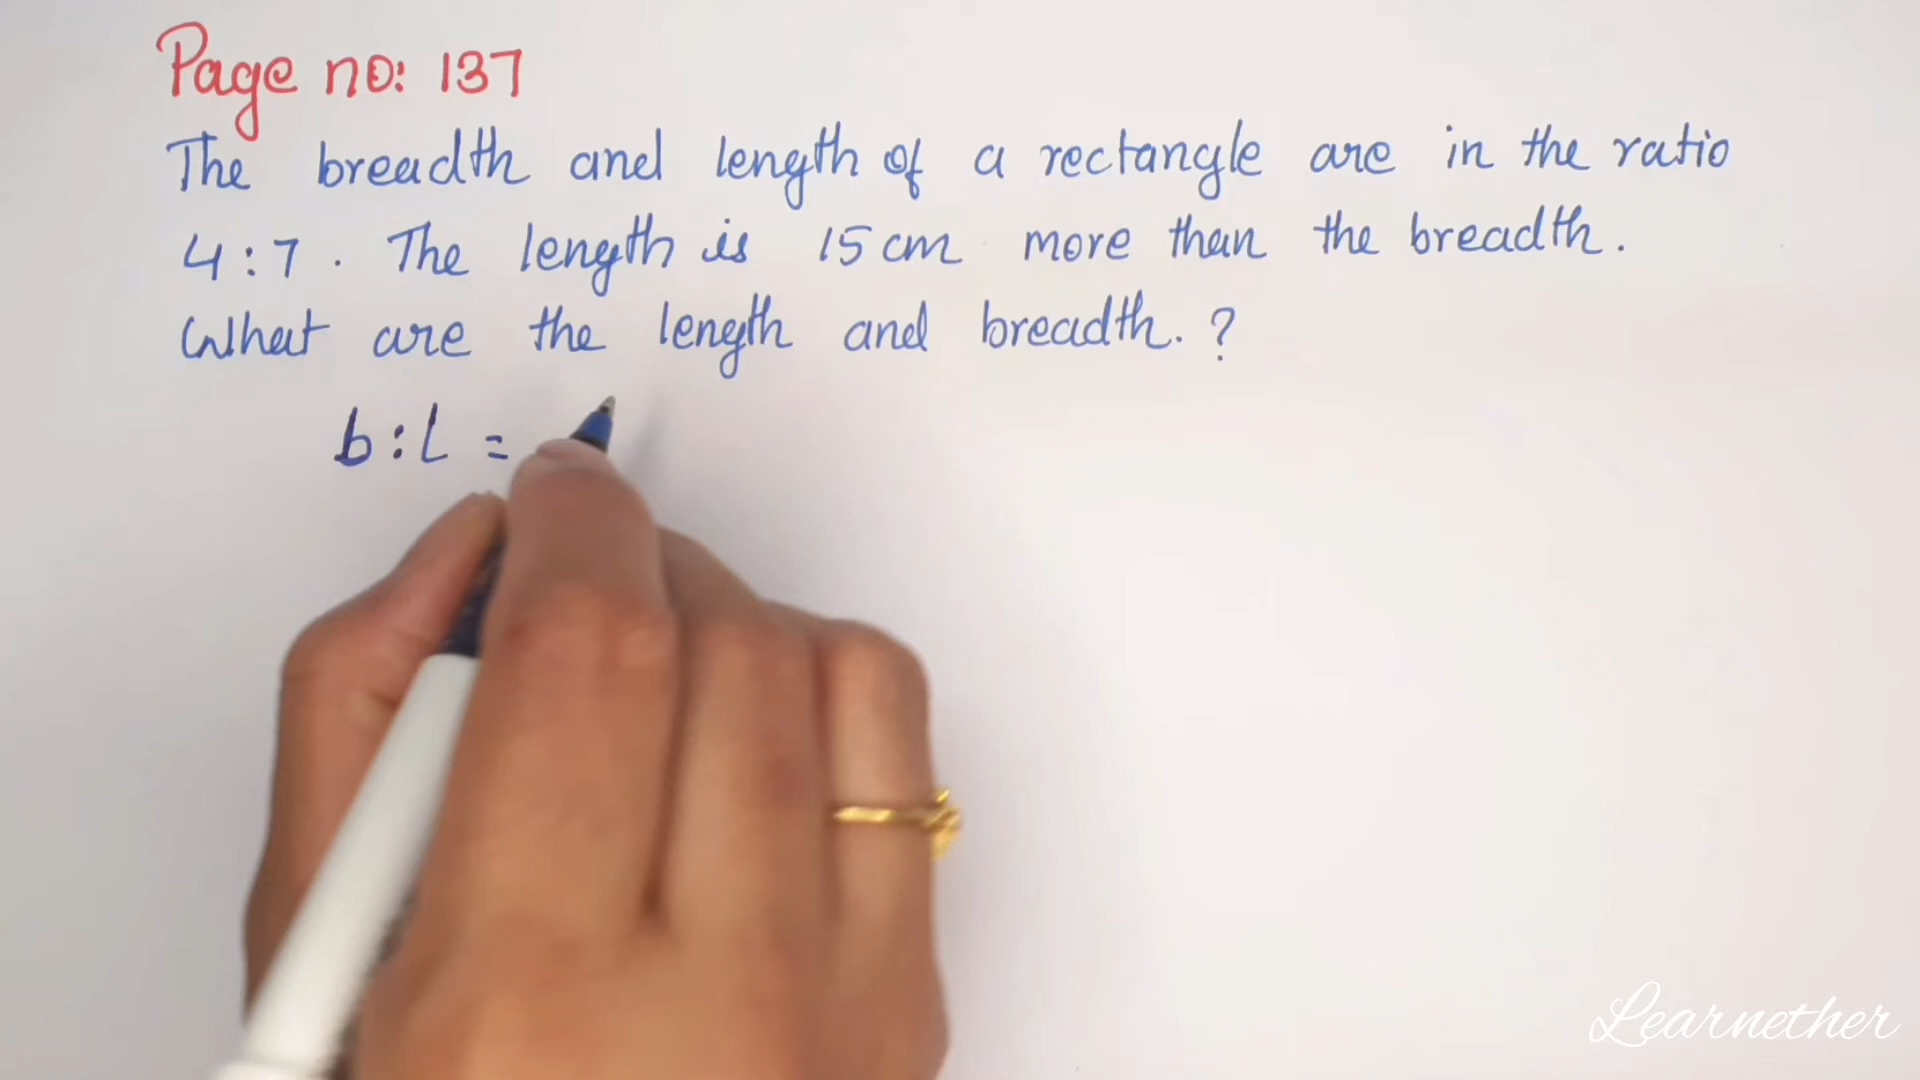 Page no: 137
The breadth and length of a rectangle are in the ratio
4:7. The length is 15 cm more than the breadth.
What are the length and breadth.?
b:l =
Learnether